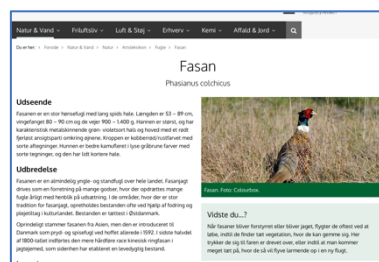 Natur & Vand Friluftsliv Luft & Støj Erhverv Kemi Affald & Jord
Du er her: Forside > Natur & Vand > Natur > Artsleksikon > Fugle > Fasan
Fasan
Phasianus colchicus
Udseende
Fasanen er en stor hønsefugl med lang spids hale. Længden er 53 – 89 cm,
vingefanget 80 – 90 cm og de vejer 900 – 1.400 g. Hannen er størst, og har
karakteristisk metalskinnende grøn- violetsort hals og hoved med et rødt
fjerløst ansigtsparti omkring øjnene. Kroppen er kobberrød/rustfarvet med
sorte aftegninger. Hunnen er bedre kamufleret i lyse gråbrune farver med
sorte tegninger, og den har lidt kortere hale.
Udbredelse
Fasanen er en almindelig yngle- og standfugl over hele landet. Fasanjagt
drives som en forretning på mange godser, hvor der opdrættes mange
fugle årligt med henblik på udsætning. I de områder, hvor der er stor
tradition for fasanjagt, opretholdes bestanden ofte ved hjælp af fodring og
plejetiltag i kulturlandet. Bestanden er tættest i Østdanmark.
Oprindeligt stammer fasanen fra Asien, men den er introduceret til
Danmark som pryd- og spisefugl ved hoffet allerede i 1592. I sidste halvdel
af 1800-tallet indførtes den mere hårdføre race kinesisk ringfasan i
jagtøjemed, som sidenhen har etableret en levedygtig bestand.
Fasan. Foto: Colourbox.
Vidste du...?
Når fasaner bliver forstyrret eller bliver jaget, flygter de oftest ved at
løbe, indtil de finder tæt vegetation, hvor de kan gemme sig. Her
trykker de sig til faren er drevet over, eller indtil at man kommer
meget tæt på, hvor de så vil flyve larmende op i en ny flugt.